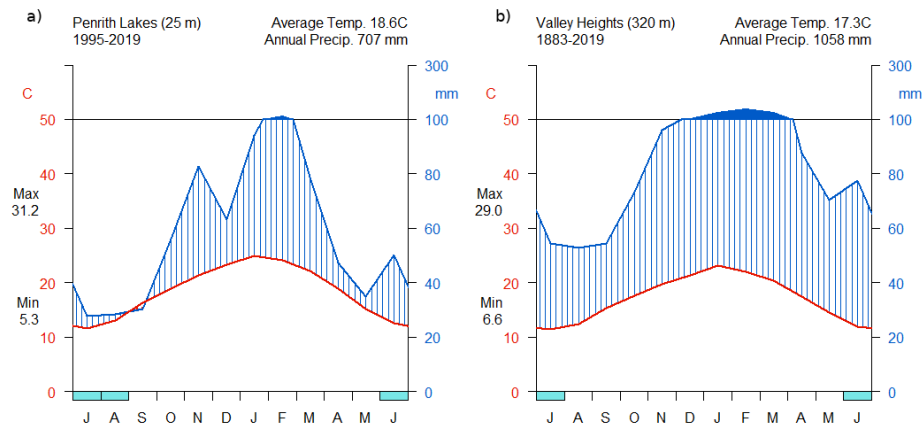 a)
Penrith Lakes (25 m) Average Temp. 18.6C
1995-2019 Annual Precip. 707 mm
300
C mm
50 100
40 80
Max
31.2
30 60
20 40
Min
5.3
10 20
0 0
J A S O N D J F M A M J
b)
Valley Heights (320 m) Average Temp. 17.3C
1883-2019 Annual Precip. 1058 mm
300
C mm
50 100
40 80
Max
29.0
30 60
20 40
Min
6.6
10 20
0 0
J A S O N D J F M A M J